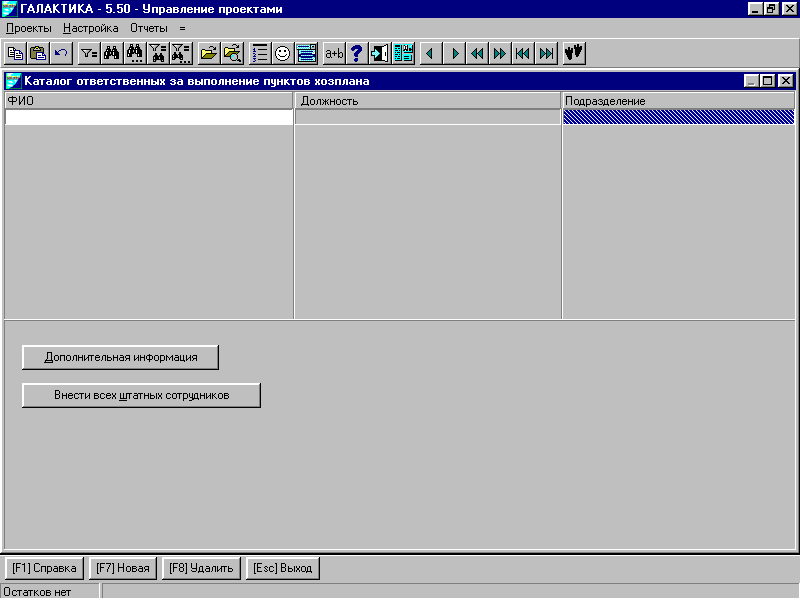 ГАЛАКТИКА - 5.50 - Управление проектами
Проекты Настройка Отчеты =
a+b ?
Каталог ответственных за выполнение пунктов хозплана
ФИО Должность Подразделение
Дополнительная информация
Внести всех штатных сотрудников
[F1] Справка [F7] Новая [F8] Удалить [Esc] Выход
Остатков нет